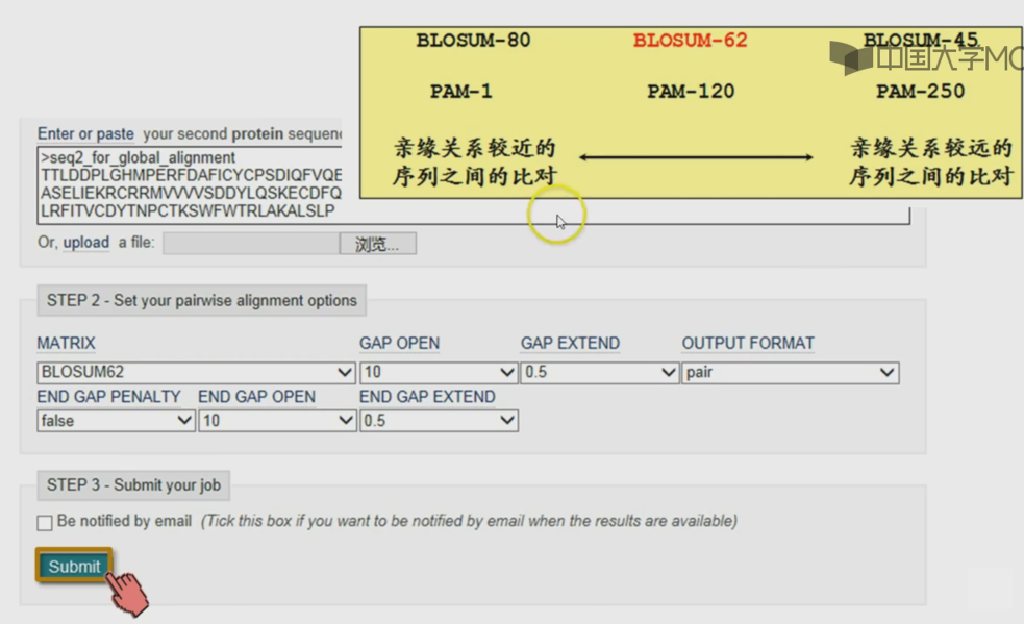 BLOSUM-80 BLOSUM-62 BLOSUM-45
中国大学MO
PAM-1 PAM-120 PAM-250
亲缘关系较近的 亲缘关系较远的
序列之间的比对 序列之间的比对
Enter or paste your second protein sequen
>seq2_for_global_alignment
TTLDDPLGHMPERFDAFICYCPSDIQFVQE
ASELIEKRCRRMVVVVSDDYLQSKECDFQ
LRFITVCDYTNPCTKSWFWTRLAKALSLP
Or, upload a file: 浏览...
STEP 2 - Set your pairwise alignment options
MATRIX GAP OPEN GAP EXTEND OUTPUT FORMAT
BLOSUM62 10 0.5 pair
END GAP PENALTY END GAP OPEN END GAP EXTEND
false 10 0.5
STEP 3 - Submit your job
Be notified by email (Tick this box if you want to be notified by email when the results are available)
Submit